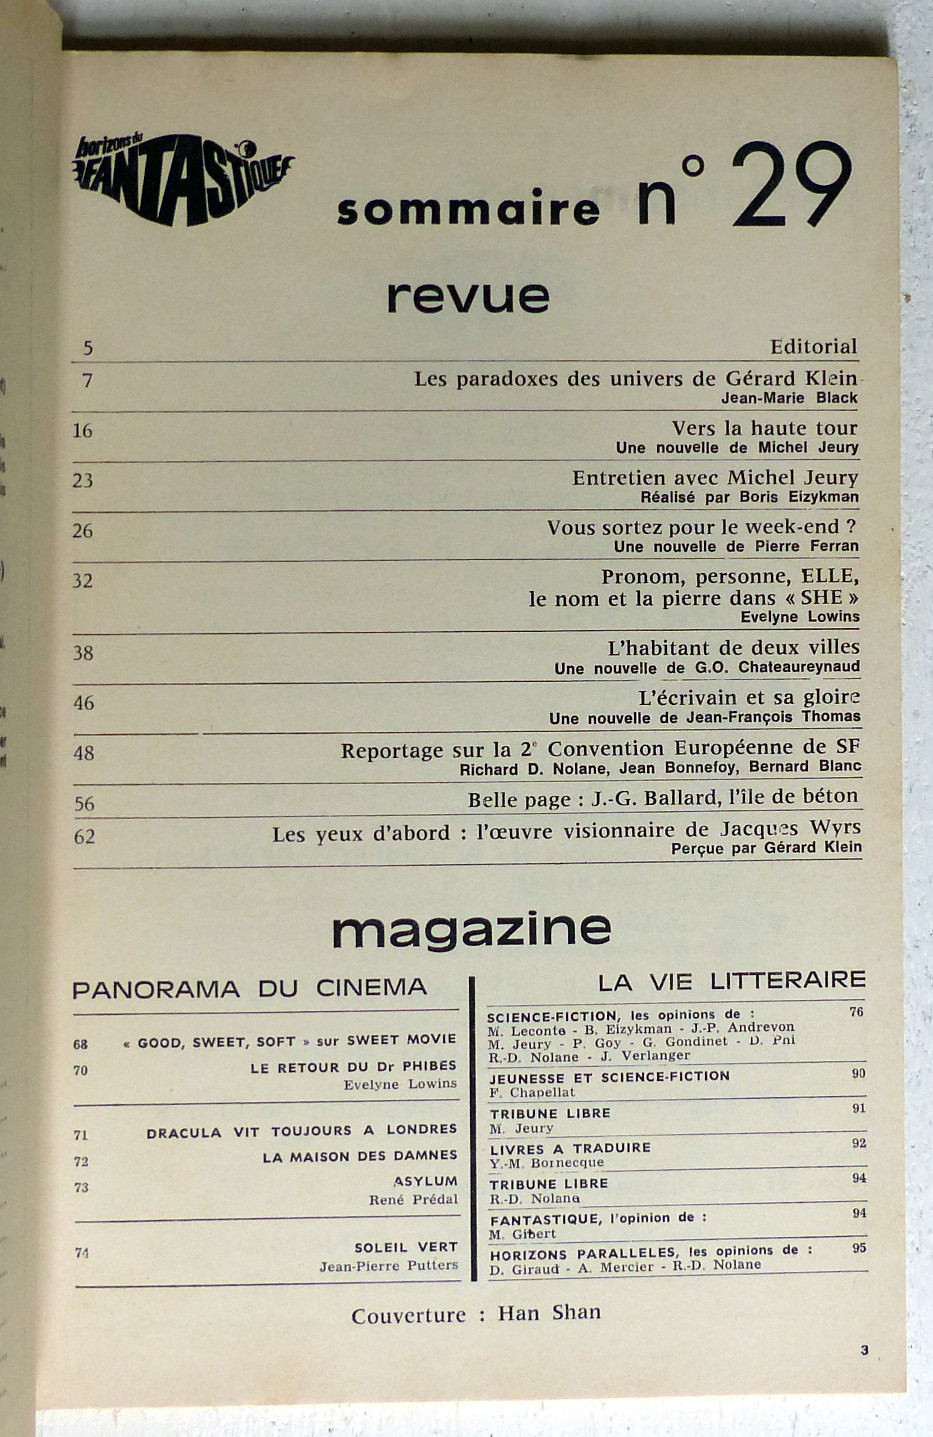 horizons du
FANTASTIQUE
sommaire n° 29
revue
5 Editorial
7 Les paradoxes des univers de Gérard Klein
Jean-Marie Black
16 Vers la haute tour
Une nouvelle de Michel Jeury
23 Entretien avec Michel Jeury
Réalisé par Boris Eizykman
26 Vous sortez pour le week-end ?
Une nouvelle de Pierre Ferran
32 Pronom, personne, ELLE,
le nom et la pierre dans « SHE »
Evelyne Lowins
38 L'habitant de deux villes
Une nouvelle de G.O. Chateaureynaud
46 L'écrivain et sa gloire
Une nouvelle de Jean-François Thomas
48 Reportage sur la 2e Convention Européenne de SF
Richard D. Nolane, Jean Bonnefoy, Bernard Blanc
56 Belle page : J.-G. Ballard, l'île de béton
62 Les yeux d'abord : l'œuvre visionnaire de Jacques Wyrs
Perçue par Gérard Klein
magazine
PANORAMA DU CINEMA
68 « GOOD, SWEET, SOFT » sur SWEET MOVIE
70 LE RETOUR DU Dr PHIBES
Evelyne Lowins
71 DRACULA VIT TOUJOURS A LONDRES
72 LA MAISON DES DAMNES
73 ASYLUM
René Prédal
74 SOLEIL VERT
Jean-Pierre Putters
LA VIE LITTERAIRE
SCIENCE-FICTION, les opinions de : 76
M. Leconte - B. Eizykman - J.-P. Andrevon
M. Jeury - P. Goy - G. Gondinet - D. Pni
R.-D. Nolane - J. Verlanger
JEUNESSE ET SCIENCE-FICTION 90
F. Chapellat
TRIBUNE LIBRE 91
M. Jeury
LIVRES A TRADUIRE 92
Y.-M. Bornecque
TRIBUNE LIBRE 94
R.-D. Nolane
FANTASTIQUE, l'opinion de : 94
M. Gibert
HORIZONS PARALLELES, les opinions de : 95
D. Giraud - A. Mercier - R.-D. Nolane
Couverture : Han Shan
3